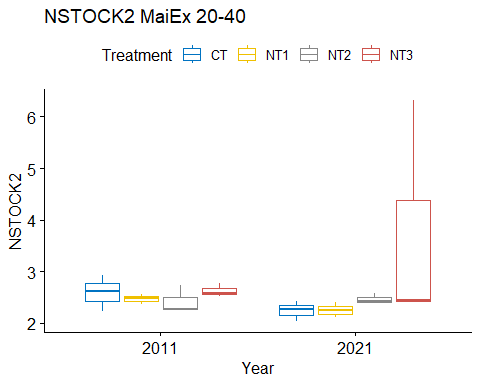 NSTOCK2 MaiEx 20-40
Treatment CT NT1 NT2 NT3
NSTOCK2
6
5
4
3
2
2011 2021
Year